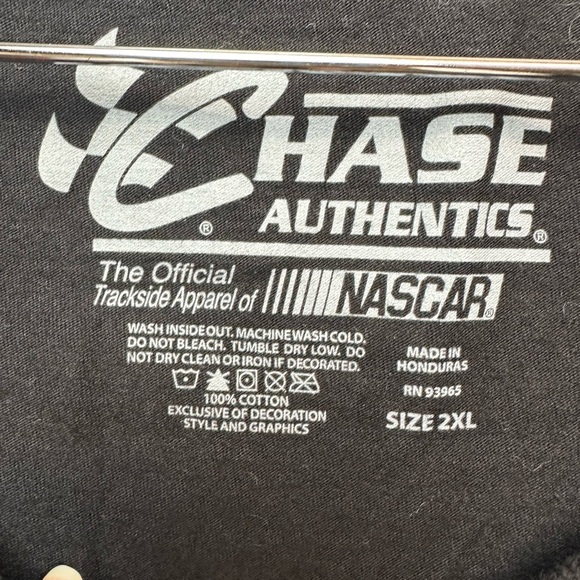 CHASE
AUTHENTICS®
®
The Official
Trackside Apparel of NASCAR®
WASH INSIDE OUT. MACHINE WASH COLD.
DO NOT BLEACH. TUMBLE DRY LOW. DO
NOT DRY CLEAN OR IRON IF DECORATED.
100% COTTON
EXCLUSIVE OF DECORATION
STYLE AND GRAPHICS
MADE IN
HONDURAS
RN 93965
SIZE 2XL